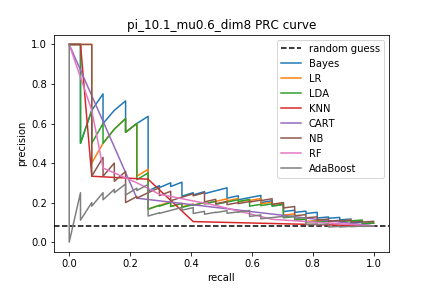 pi_10.1_mu0.6_dim8 PRC curve
precision
1.0
0.8
0.6
0.4
0.2
0.0
random guess
Bayes
LR
LDA
KNN
CART
NB
RF
AdaBoost
0.0 0.2 0.4 0.6 0.8 1.0
recall